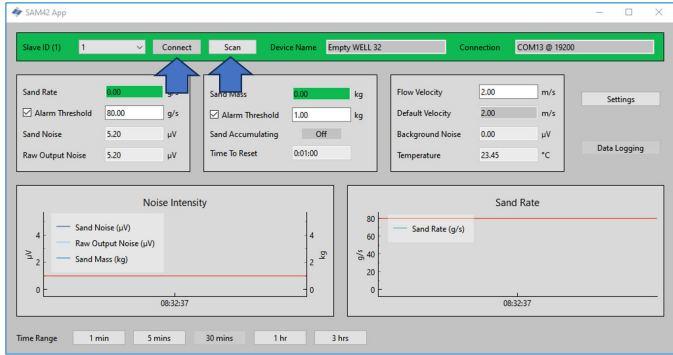 SAM42 App
Slave ID (1) 1 Connect Scan Device Name Empty WELL 32 Connection COM13 @ 19200
Sand Rate 0.00
Alarm Threshold 80.00 g/s
Sand Noise 5.20 µV
Raw Output Noise 5.20 µV
Sand Mass 0.00 kg
Alarm Threshold 1.00 kg
Sand Accumulating Off
Time To Reset 0:01:00
Flow Velocity 2.00 m/s
Default Velocity 2.00 m/s
Background Noise 0.00 µV
Temperature 23.45 °C
Settings
Data Logging
Noise Intensity
Sand Noise (µV)
Raw Output Noise (µV)
Sand Mass (kg)
µV
4
2
0
4
2
0
kg
08:32:37
Sand Rate
Sand Rate (g/s)
g/s
80
60
40
20
0
08:32:37
Time Range 1 min 5 mins 30 mins 1 hr 3 hrs